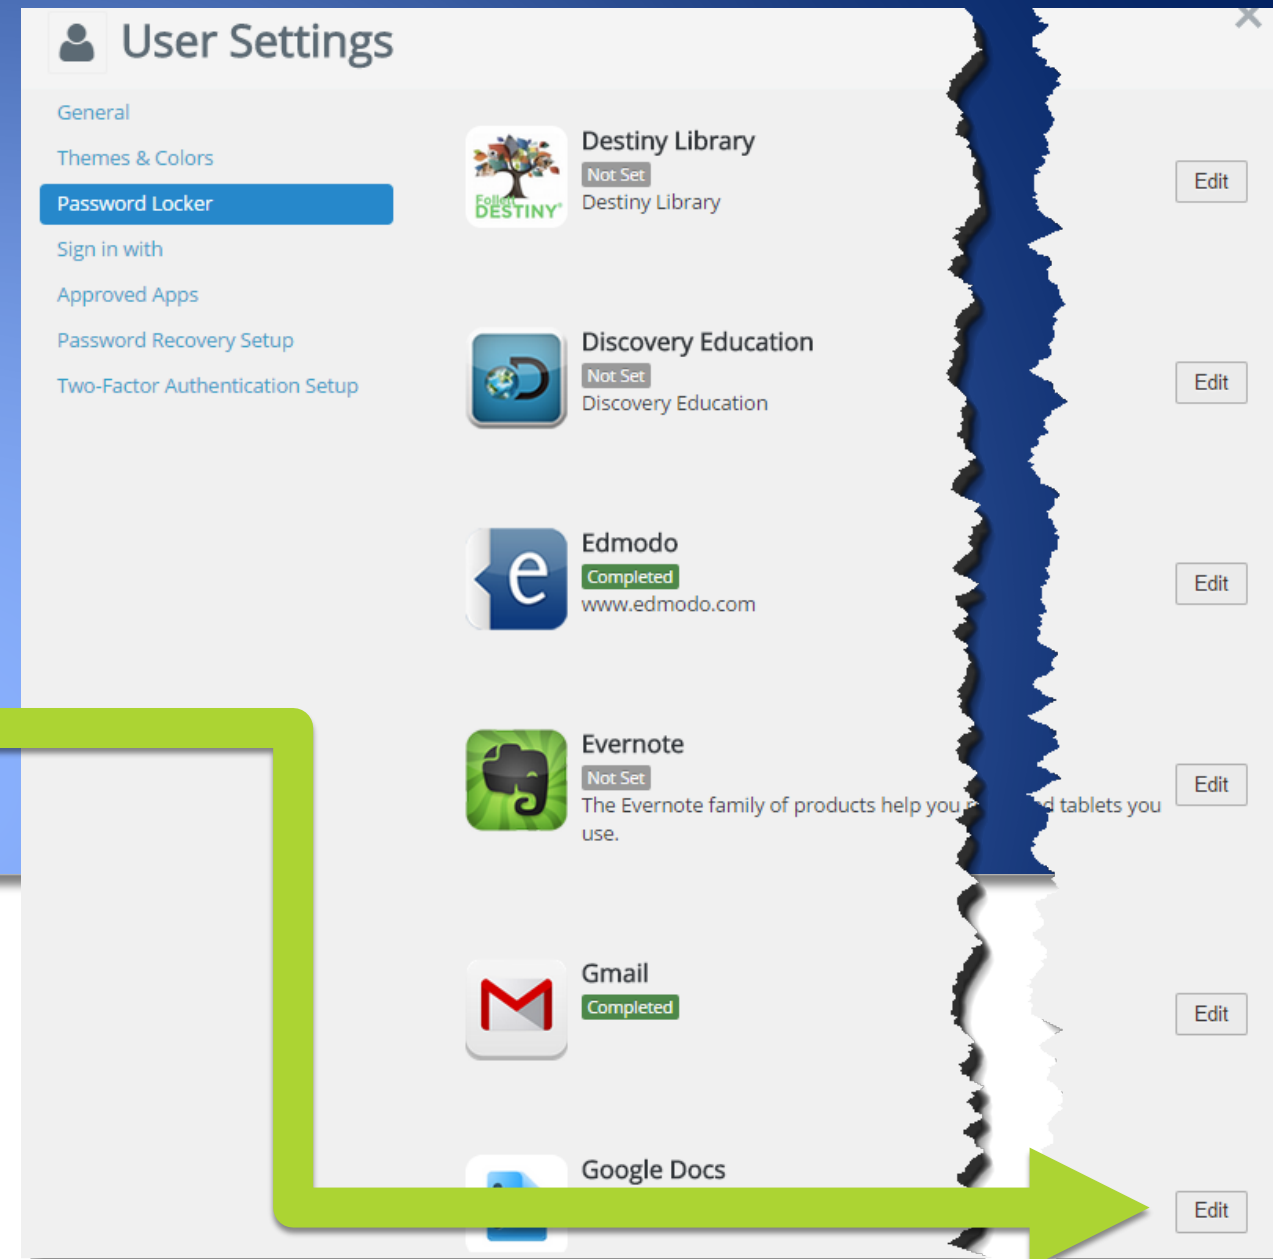 User Settings
General
Themes & Colors
Password Locker
Sign in with
Approved Apps
Password Recovery Setup
Two-Factor Authentication Setup
Follett
DESTINY
Destiny Library
Not Set
Destiny Library
Edit
Discovery Education
Not Set
Discovery Education
Edit
e
Edmodo
Completed
www.edmodo.com
Edit
Evernote
Not Set
The Evernote family of products help you tablets you
use.
Edit
Gmail
Completed
Edit
Google Docs
Edit